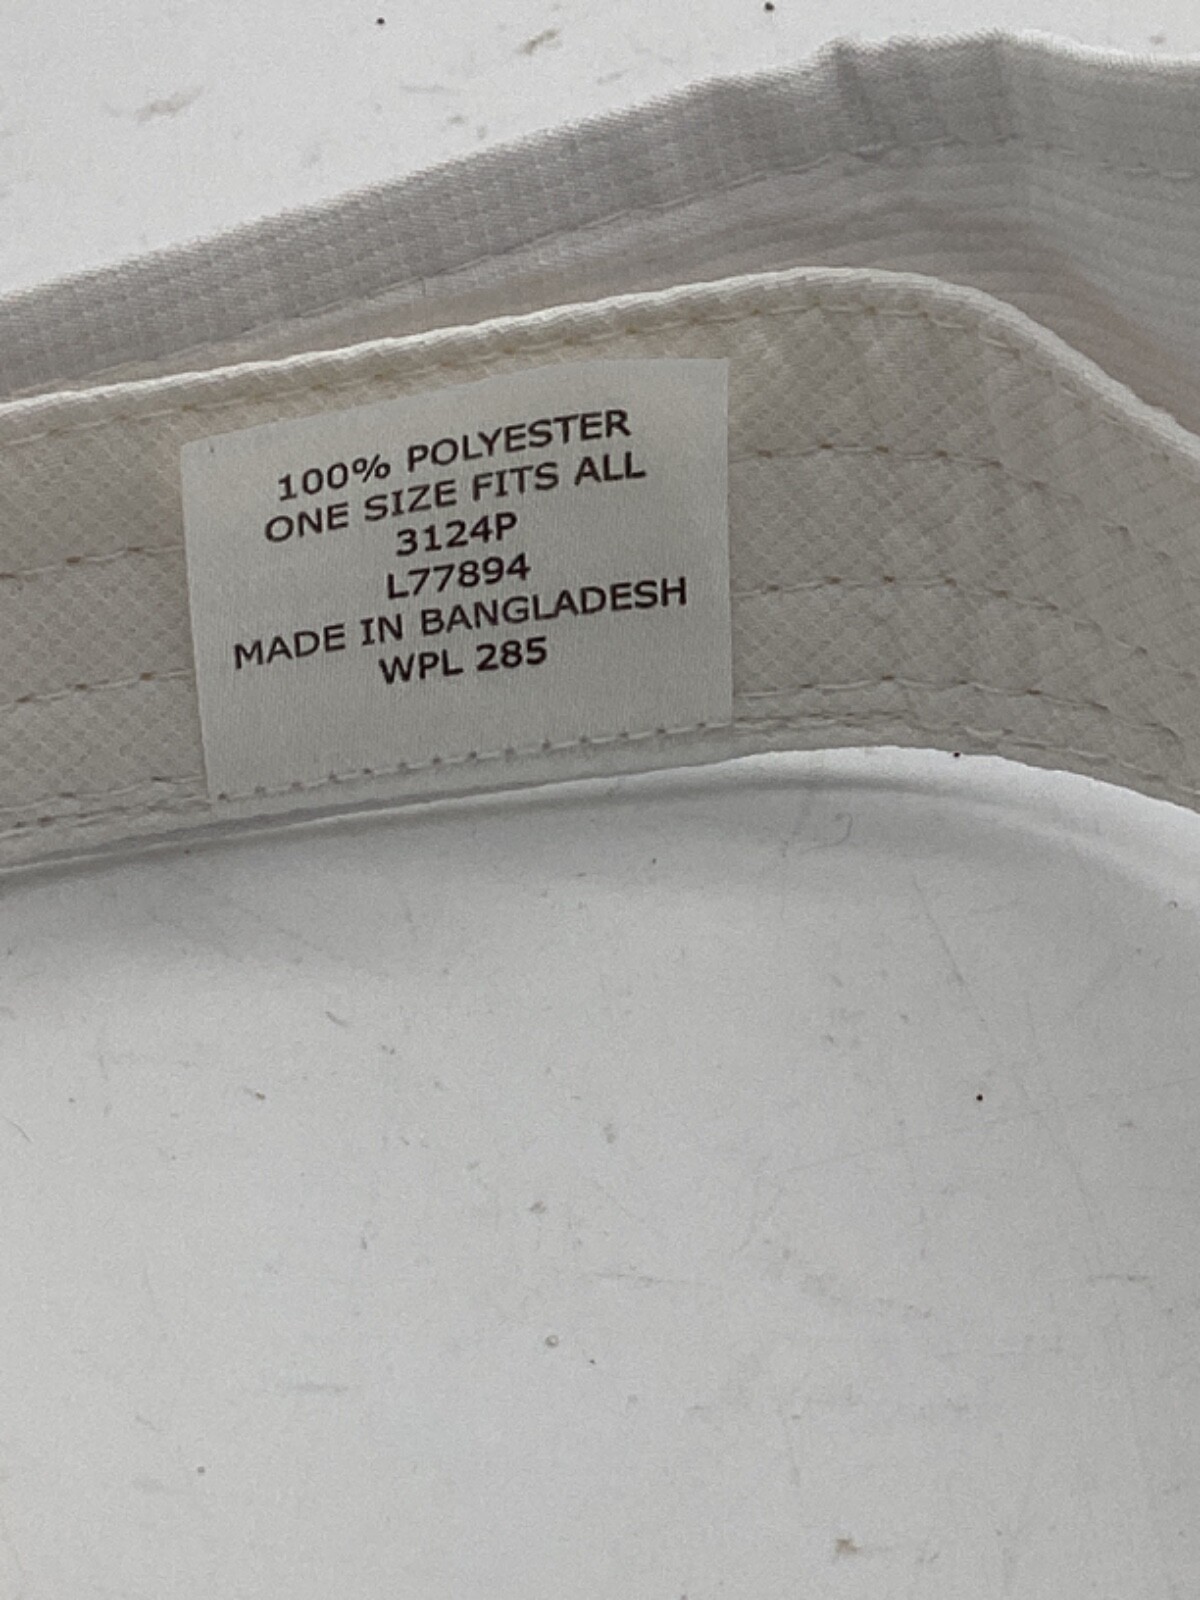 100% POLYESTER
ONE SIZE FITS ALL
3124P
L77894
MADE IN BANGLADESH
WPL 285